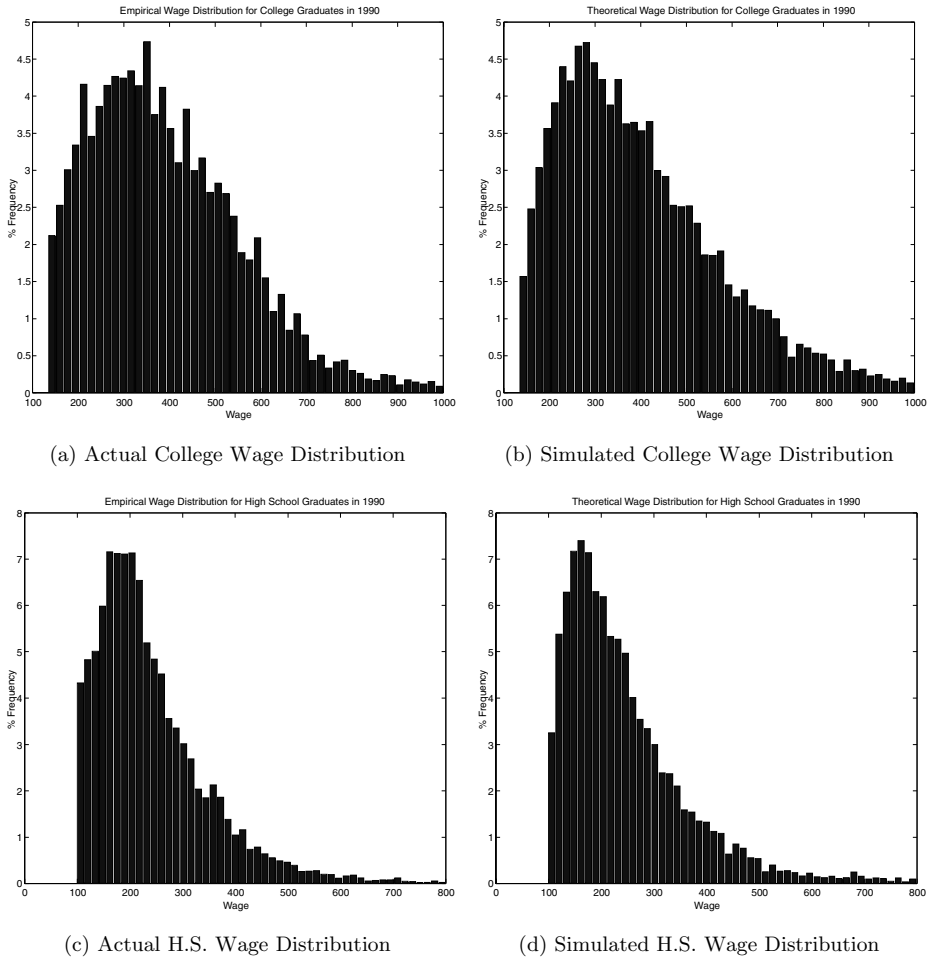 Empirical Wage Distribution for College Graduates in 1990
5
4.5
4
3.5
3
2.5
2
1.5
1
0.5
0
% Frequency
100 200 300 400 500 600 700 800 900 1000
Wage
(a) Actual College Wage Distribution
Theoretical Wage Distribution for College Graduates in 1990
5
4.5
4
3.5
3
2.5
2
1.5
1
0.5
0
% Frequency
100 200 300 400 500 600 700 800 900 1000
Wage
(b) Simulated College Wage Distribution
Empirical Wage Distribution for High School Graduates in 1990
8
7
6
5
4
3
2
1
0
% Frequency
0 100 200 300 400 500 600 700 800
Wage
(c) Actual H.S. Wage Distribution
Theoretical Wage Distribution for High School Graduates in 1990
8
7
6
5
4
3
2
1
0
% Frequency
0 100 200 300 400 500 600 700 800
Wage
(d) Simulated H.S. Wage Distribution